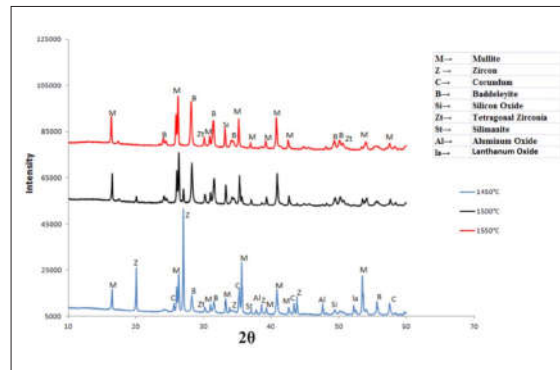 125000
105000
85000
65000
45000
25000
5000
Intensity
10 20 30 40 50 60 70
2θ
M→ Mullite
Z → Zircon
C→ Corundum
B→ Baddeleyite
Si→ Silicon Oxide
Zt→ Tetragonal Zirconia
St→ Silimanite
Al→ Aluminum Oxide
la→ Lanthanum Oxide
1450°C
1500°C
1550°C
M B M B Zt M B Si B M M M M M B B Zt M M
M Z C M Z B Zt M B M Z C M St Al Z M M C Z Al Si la M B C